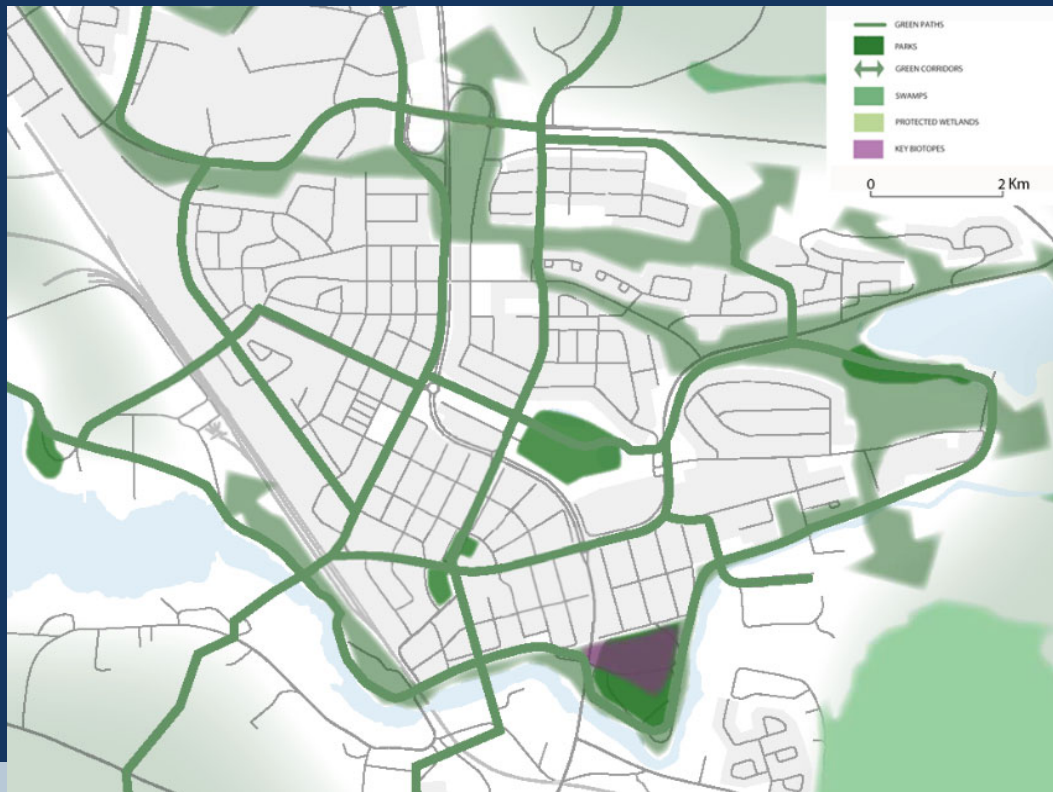 GREEN PATHS
PARKS
GREEN CORRIDORS
SWAMPS
PROTECTED WETLANDS
KEY BIOTOPES
0 2 Km